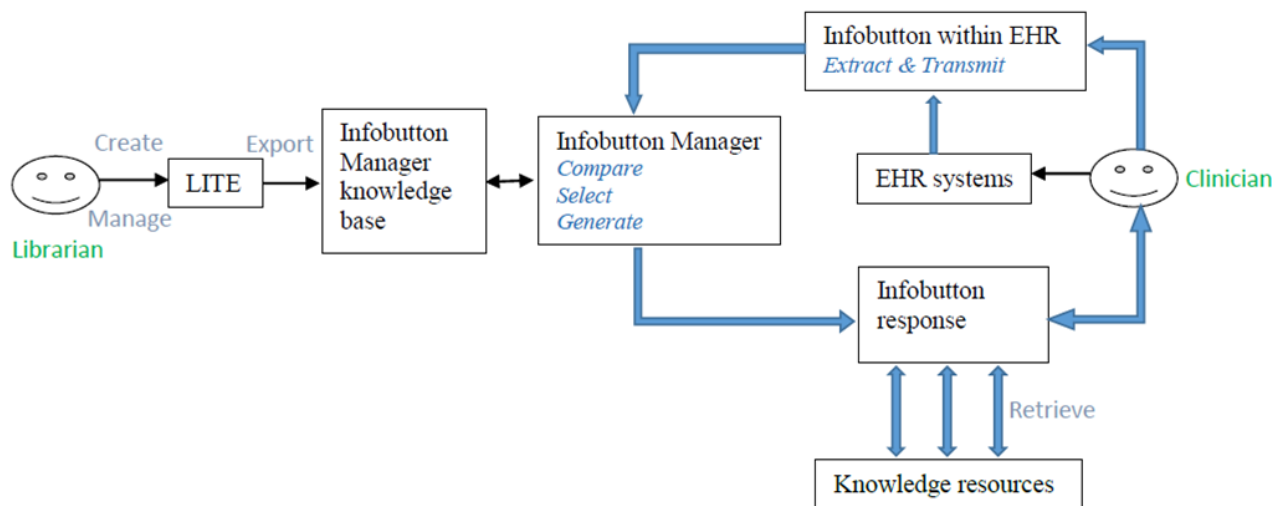 Infobutton within EHR
Extract & Transmit
Create
Export
Infobutton
Manager
knowledge
base
Infobutton Manager
Compare
Select
Generate
LITE
EHR systems
Clinician
Manage
Librarian
Infobutton
response
Retrieve
Knowledge resources